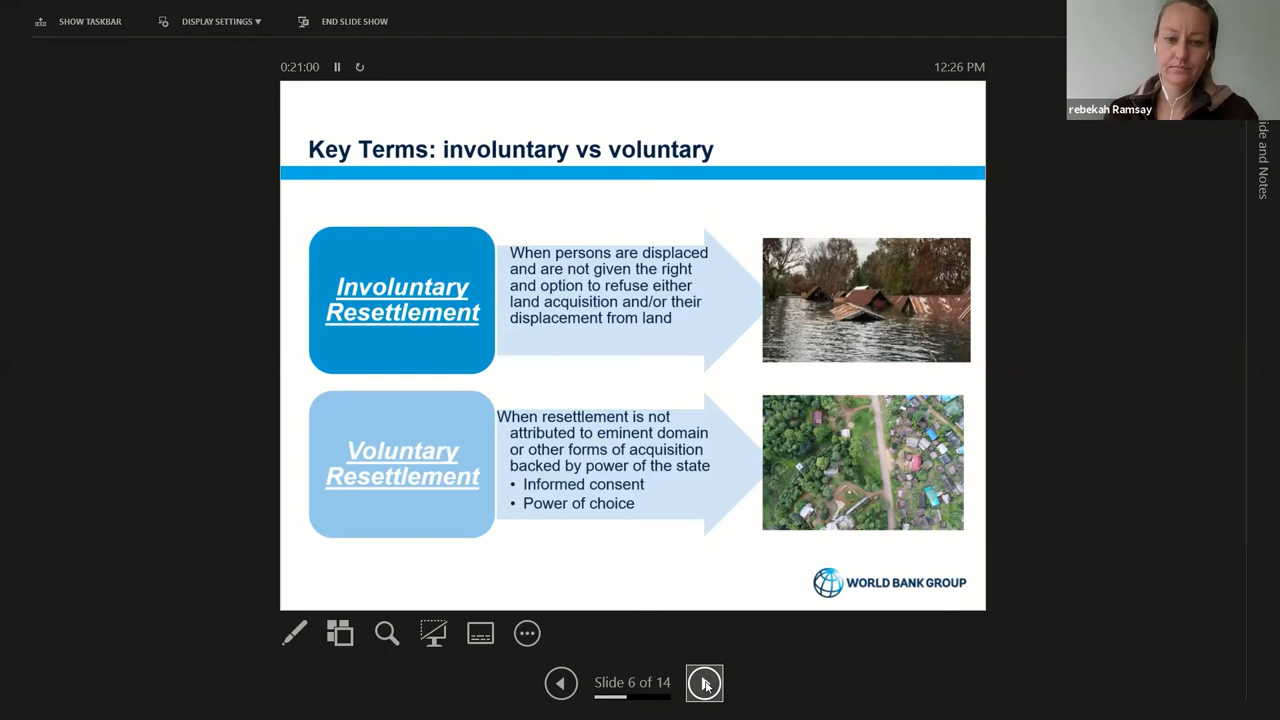 SHOW TASKBAR
DISPLAY SETTINGS ▼
END SLIDE SHOW
0:21:00
12:26 PM
rebekah Ramsay
ide and Notes
Key Terms: involuntary vs voluntary
Involuntary
Resettlement
When persons are displaced
and are not given the right
and option to refuse either
land acquisition and/or their
displacement from land
Voluntary
Resettlement
When resettlement is not
attributed to eminent domain
or other forms of acquisition
backed by power of the state
• Informed consent
• Power of choice
WORLD BANK GROUP
Slide 6 of 14